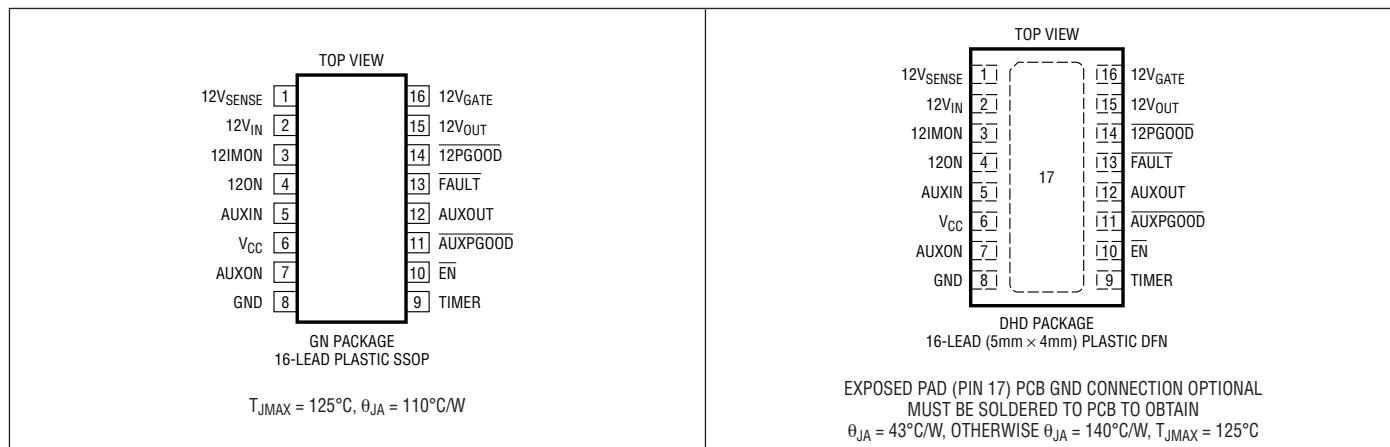 TOP VIEW
12VSENSE 1
12VIN 2
12IMON 3
12ON 4
AUXIN 5
VCC 6
AUXON 7
GND 8
16 12VGATE
15 12VOUT
14 12PGOOD
13 FAULT
12 AUXOUT
11 AUXPGOOD
10 EN
9 TIMER
GN PACKAGE
16-LEAD PLASTIC SSOP
TJMAX = 125°C, θJA = 110°C/W
TOP VIEW
12VSENSE 1
12VIN 2
12IMON 3
12ON 4
AUXIN 5
VCC 6
AUXON 7
GND 8
17
16 12VGATE
15 12VOUT
14 12PGOOD
13 FAULT
12 AUXOUT
11 AUXPGOOD
10 EN
9 TIMER
DHD PACKAGE
16-LEAD (5mm × 4mm) PLASTIC DFN
EXPOSED PAD (PIN 17) PCB GND CONNECTION OPTIONAL
MUST BE SOLDERED TO PCB TO OBTAIN
θJA = 43°C/W, OTHERWISE θJA = 140°C/W, TJMAX = 125°C